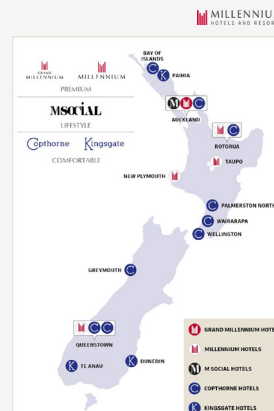 MILLENNIU
HOTELS AND RESOR
GRAND
MILLENNIUM
MILLENNIUM
PREMIUM
MSOCIAL
LIFESTYLE
Copthorne
Kingsgate
COMFORTABLE
BAY OF
ISLANDS
C
K
PAIHIA
M
C
AUCKLAND
C
ROTORUA
TAUPO
NEW PLYMOUTH
C
PALMERSTON NORTH
C
WAIRARAPA
C
WELLINGTON
GREYMOUTH
C
C
C
QUEENSTOWN
K
TE ANAU
K
DUNEDIN
GRAND MILLENNIUM HOTE
MILLENNIUM HOTELS
M
M SOCIAL HOTELS
C
COPTHORNE HOTELS
K
KINGSGATE HOTELS